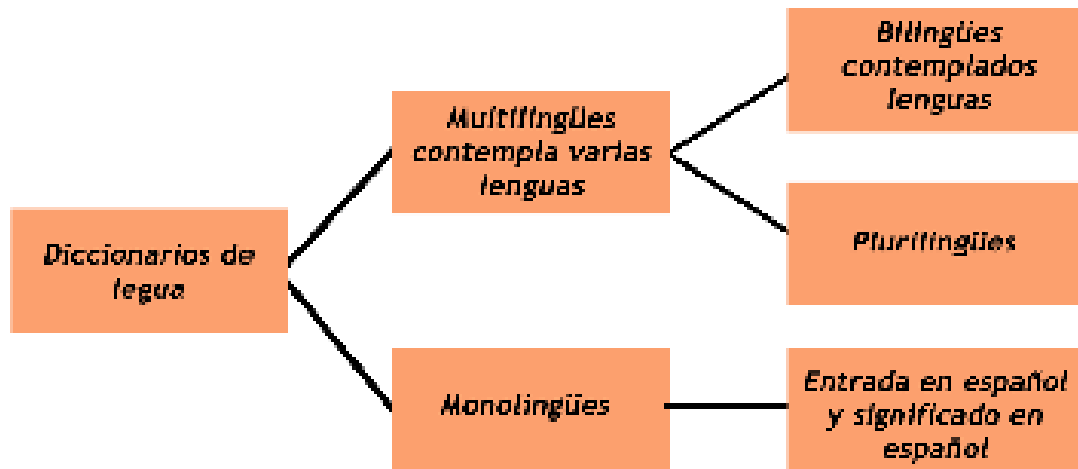 Diccionarios de
legua
Multilingües
contempla varias
lenguas
Monolingües
Bilingües
contemplados
lenguas
Plurilingües
Entrada en español
y significado en
español